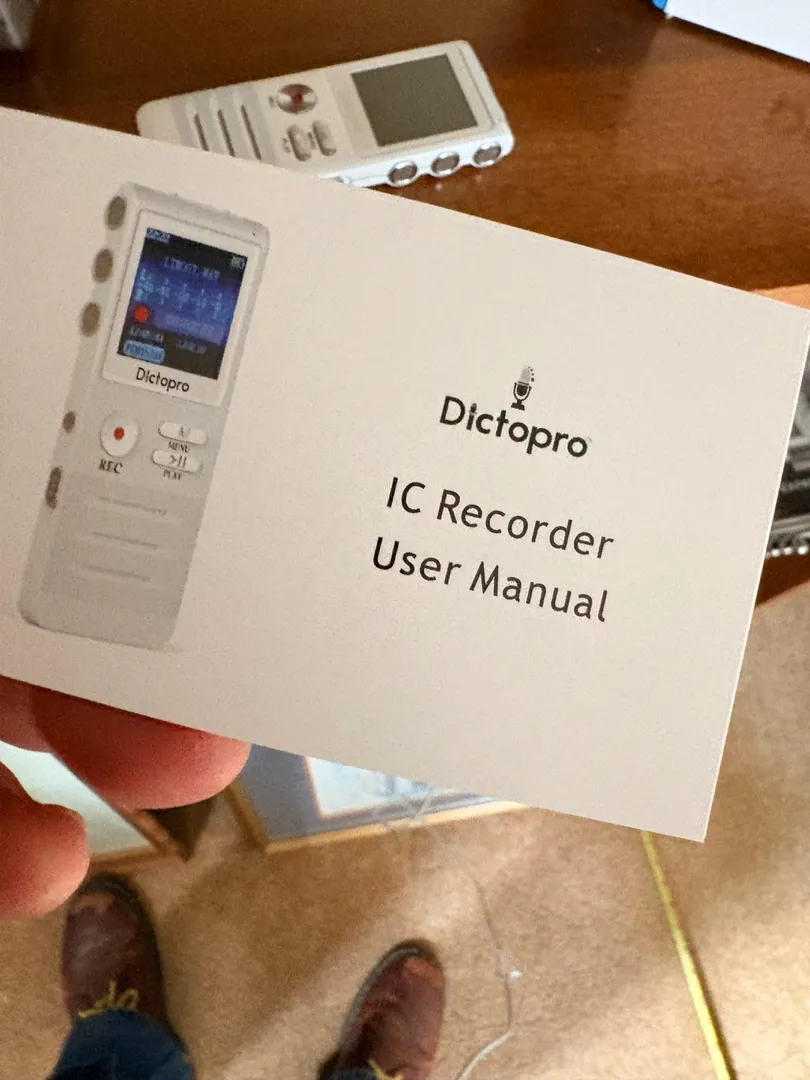 Dictopro
REC
MENU
PLAY
Dictopro
IC Recorder
User Manual